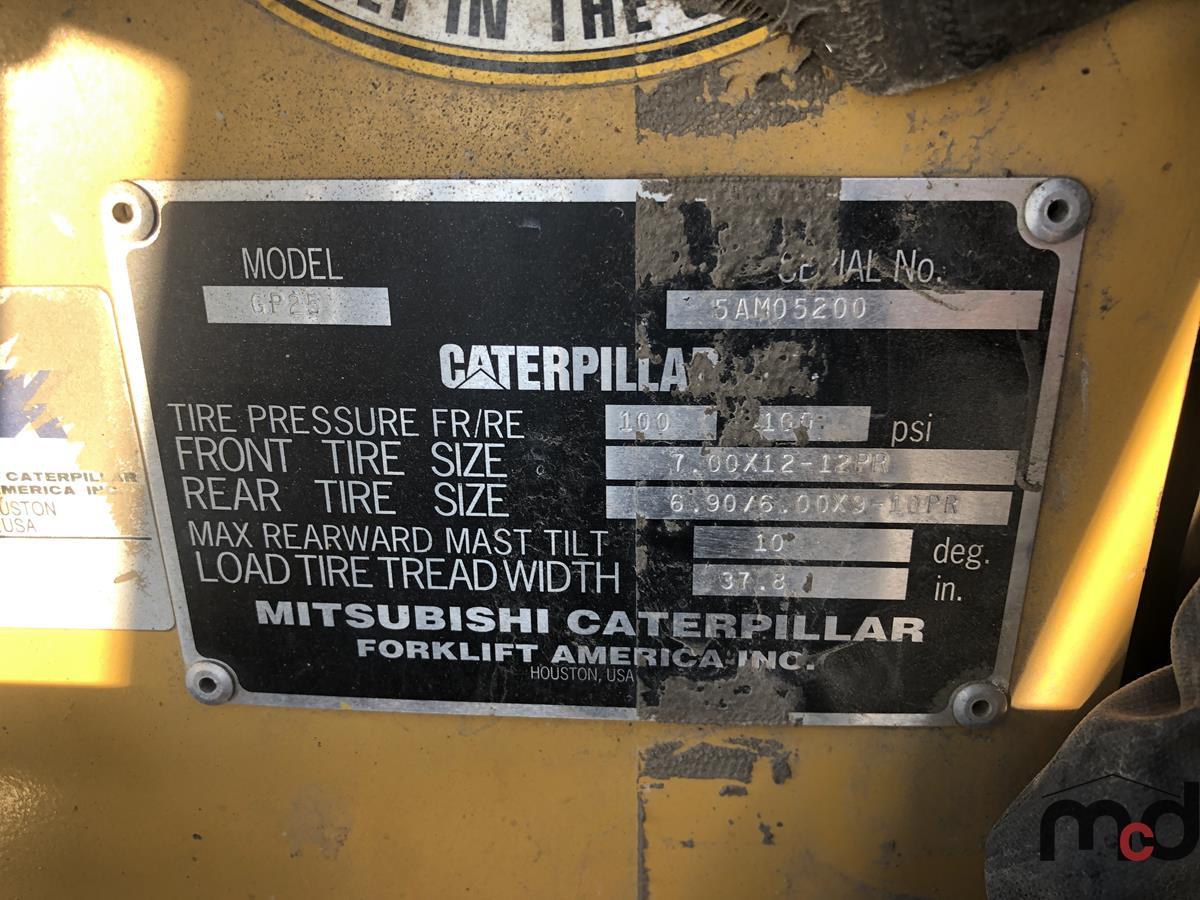 IN THE
MODEL
GP25
SERIAL No.
5AM05200
CATERPILLAR
TIRE PRESSURE FR/RE 100 100 psi
FRONT TIRE SIZE 7.00X12-12PR
REAR TIRE SIZE 6.90/6.00X9-10PR
MAX REARWARD MAST TILT 10 deg.
LOAD TIRE TREAD WIDTH 37.8 in.
MITSUBISHI CATERPILLAR
FORKLIFT AMERICA INC.
HOUSTON, USA
CATERPILLAR
AMERICA INC
USTON
USA
mcd